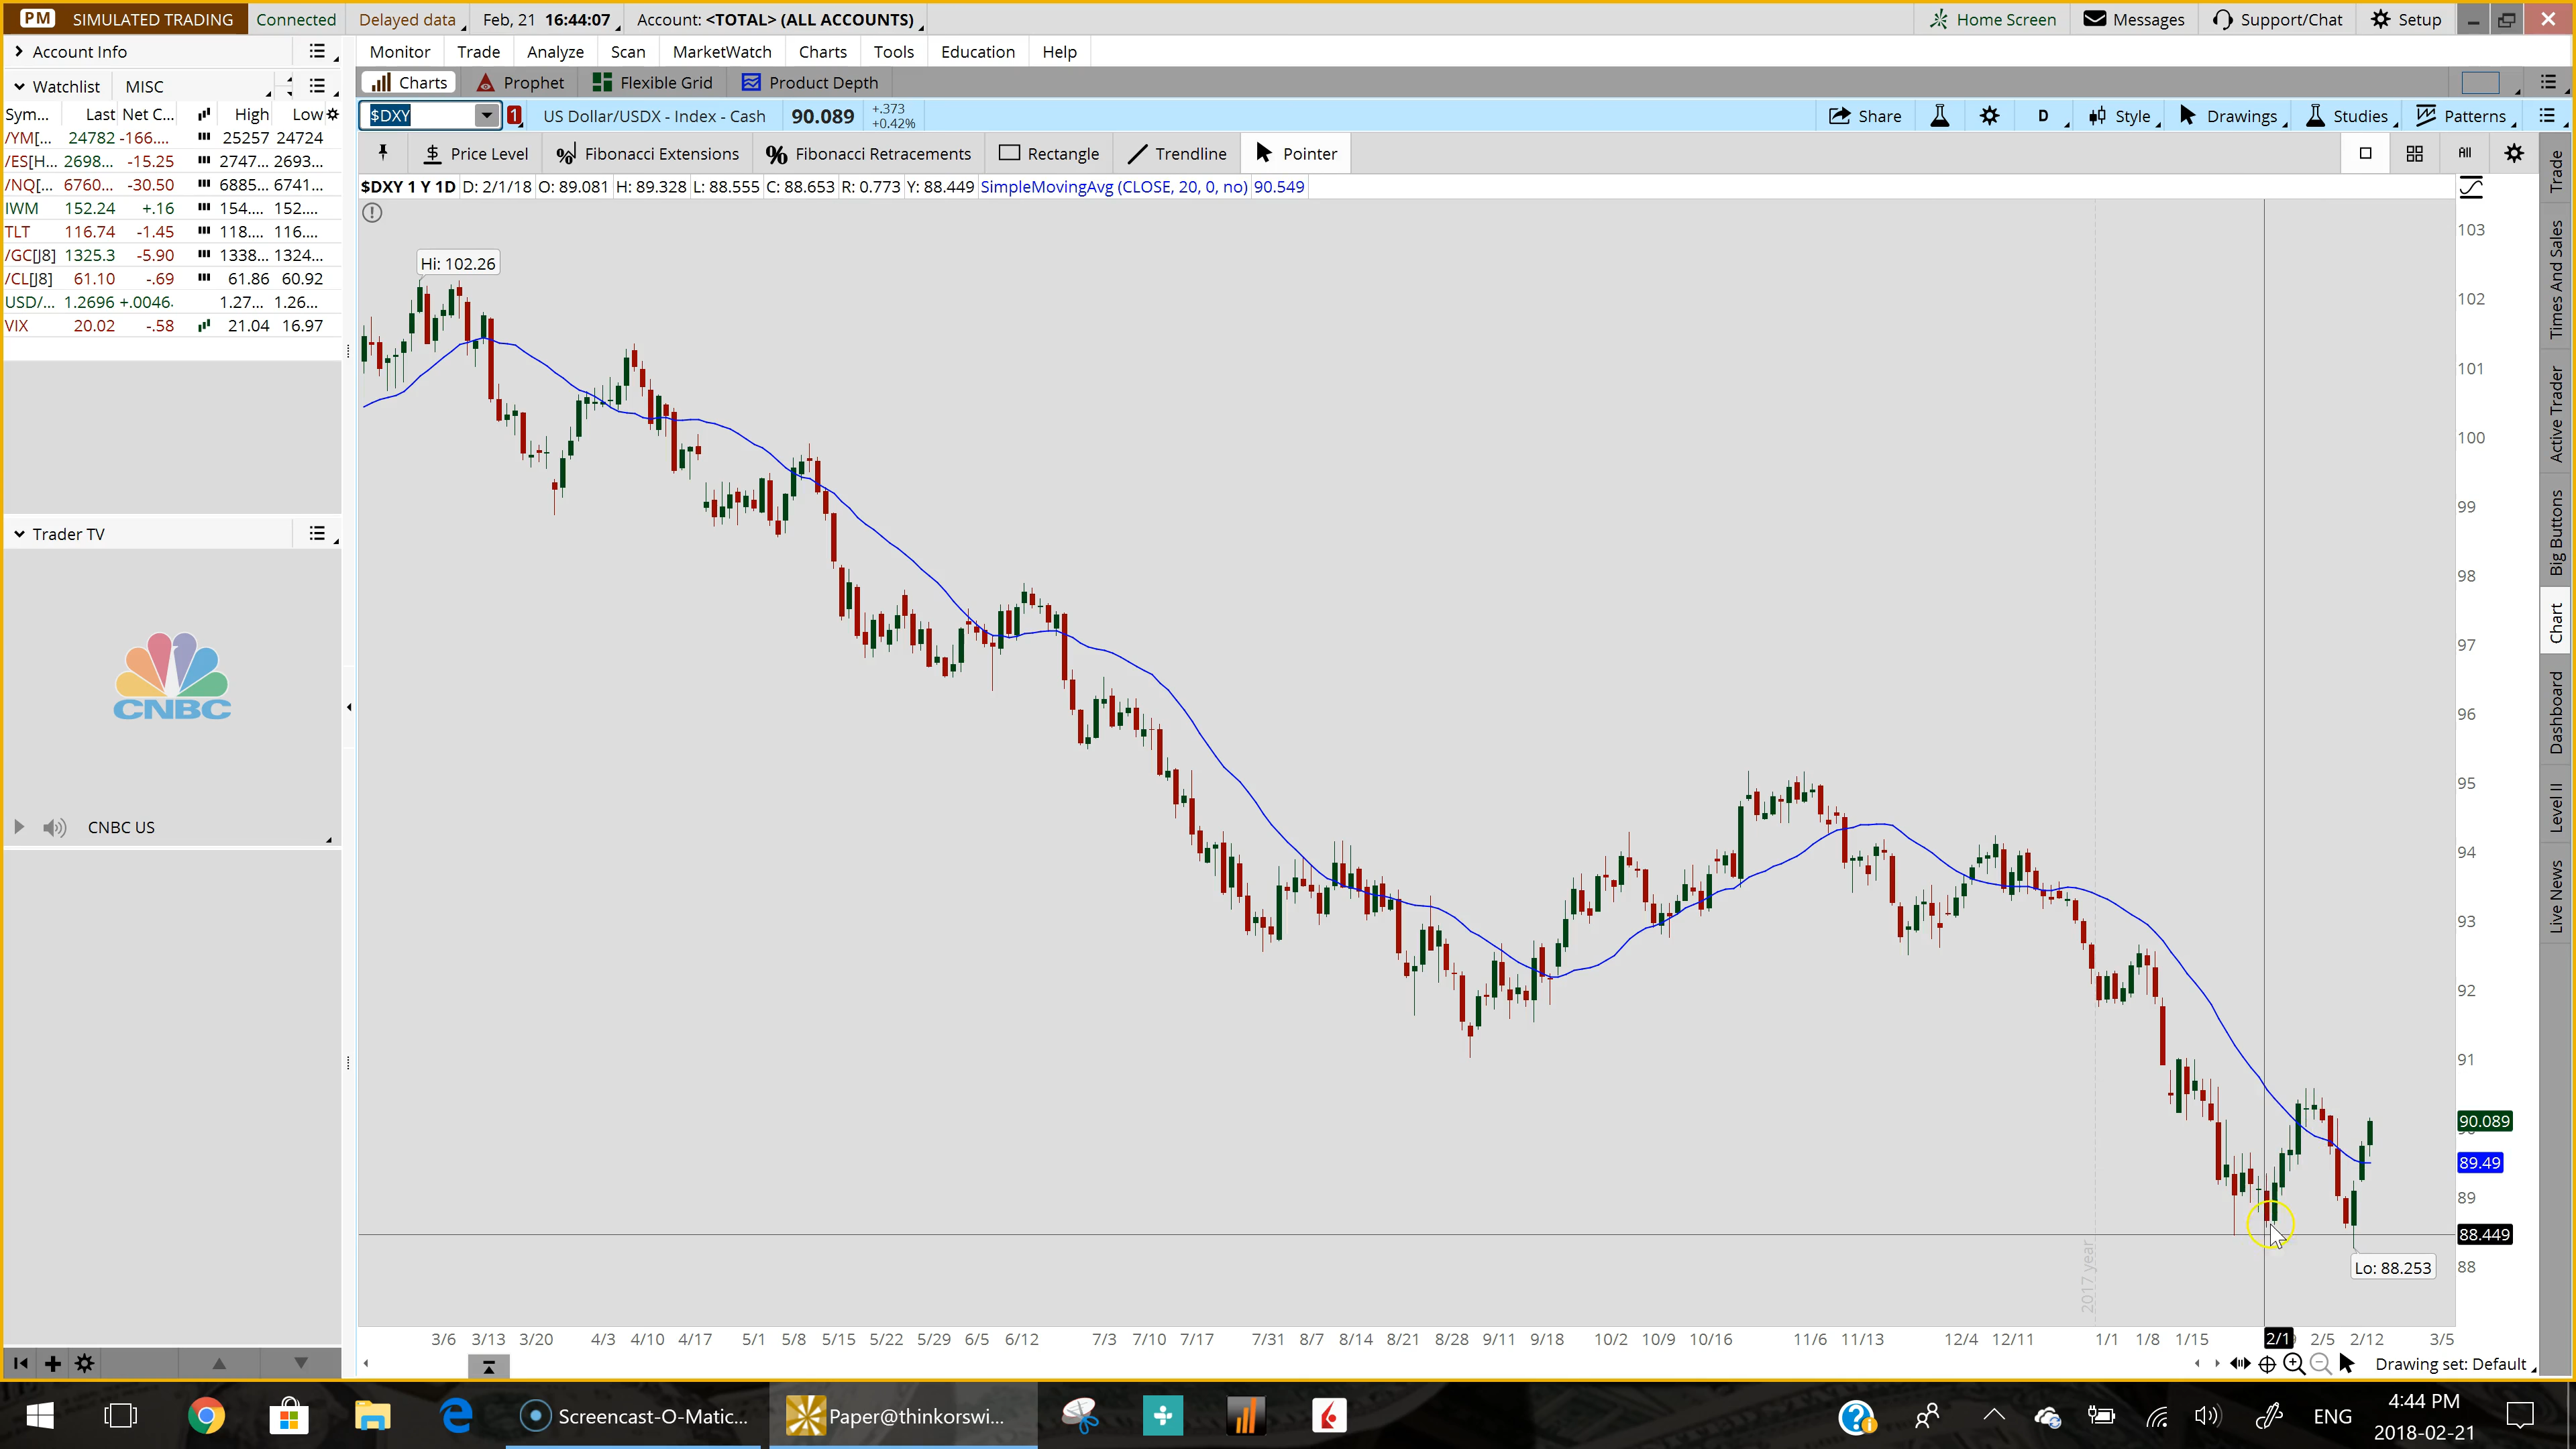 PM SIMULATED TRADING Connected Delayed data Feb, 21 16:44:07 Account: <TOTAL> (ALL ACCOUNTS) Home Screen Messages Support/Chat Setup
Account Info
Monitor Trade Analyze Scan MarketWatch Charts Tools Education Help
Watchlist MISC
Charts Prophet Flexible Grid Product Depth
Sym... Last Net C... High Low
$DXY 1 US Dollar/USDX - Index - Cash 90.089 +.373 +0.42% Share D Style Drawings Studies Patterns
/YM[... 24782 -166.... 25257 24724
/ES[H... 2698... -15.25 2747... 2693...
/NQ[... 6760... -30.50 6885... 6741...
IWM 152.24 +.16 154.... 152....
TLT 116.74 -1.45 118.... 116....
/GC[J8] 1325.3 -5.90 1338... 1324...
/CL[J8] 61.10 -.69 61.86 60.92
USD/... 1.2696 +.0046 1.27... 1.26...
VIX 20.02 -.58 21.04 16.97
$ Price Level % Fibonacci Extensions % Fibonacci Retracements Rectangle Trendline Pointer All
$DXY 1 Y 1D D: 2/1/18 O: 89.081 H: 89.328 L: 88.555 C: 88.653 R: 0.773 Y: 88.449 SimpleMovingAvg (CLOSE, 20, 0, no) 90.549
Hi: 102.26
103
102
101
100
99
98
97
96
95
94
93
92
91
90.089
89.49
89
88.449
88
Lo: 88.253
2017 year
Trader TV
CNBC
CNBC US
Trade
Times And Sales
Active Trader
Big Buttons
Chart
Dashboard
Level II
Live News
3/6 3/13 3/20 4/3 4/10 4/17 5/1 5/8 5/15 5/22 5/29 6/5 6/12 7/3 7/10 7/17 7/31 8/7 8/14 8/21 8/28 9/11 9/18 10/2 10/9 10/16 11/6 11/13 12/4 12/11 1/1 1/8 1/15 2/1 2/5 2/12 3/5
Drawing set: Default
Screencast-O-Matic... Paper@thinkorswi... ENG 4:44 PM
2018-02-21